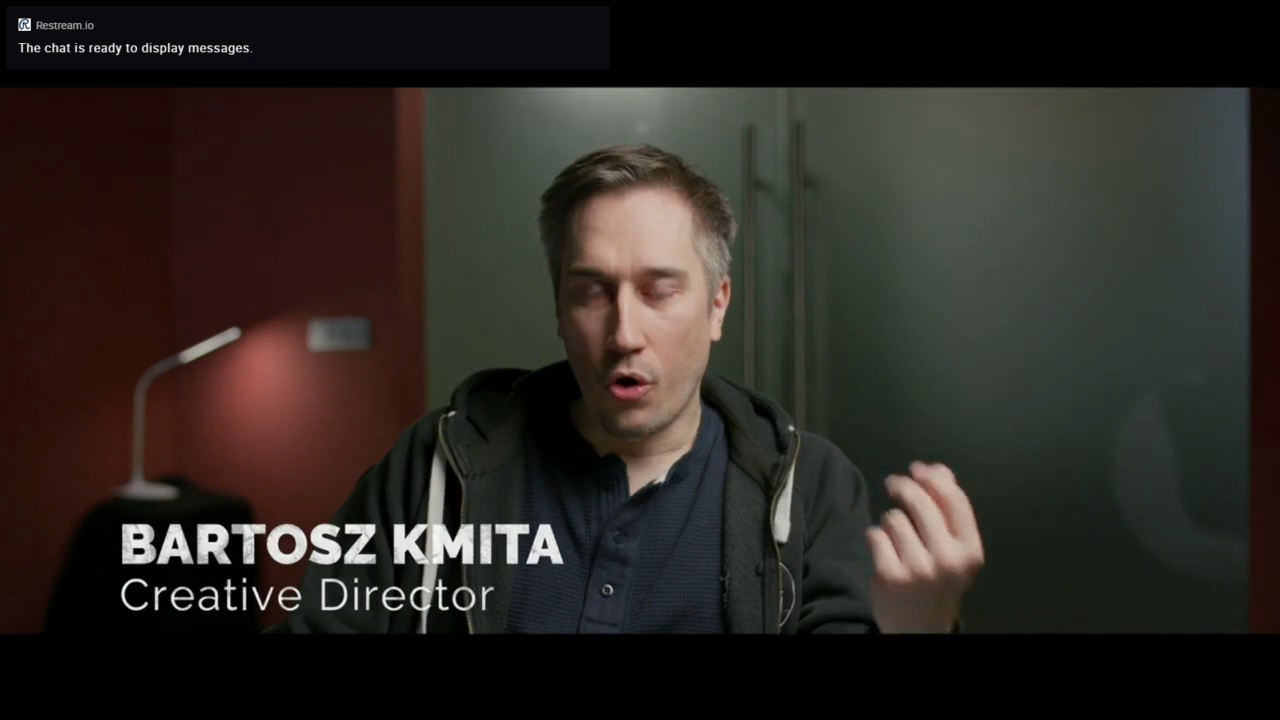 Restream.io
The chat is ready to display messages.
BARTOSZ KMITA
Creative Director